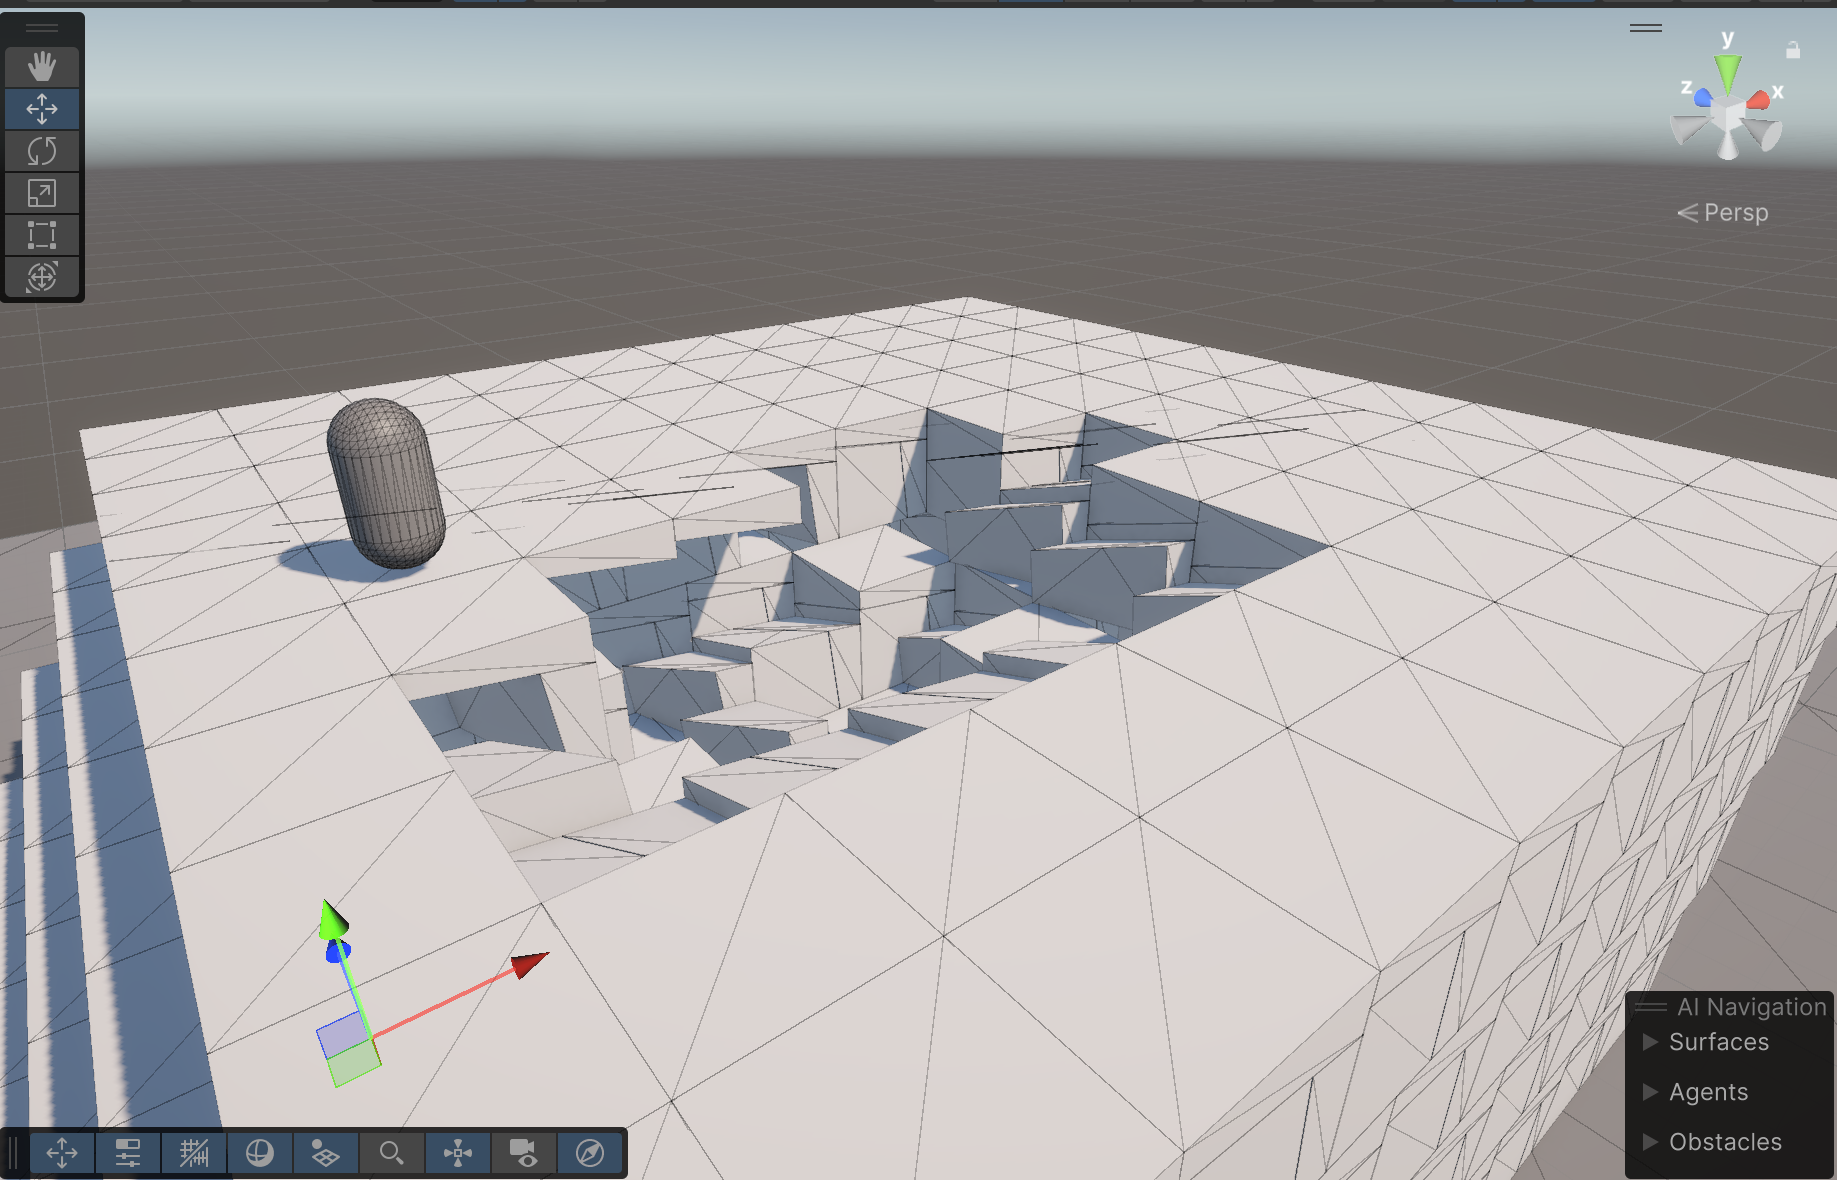 y
z
x
Persp
AI Navigation
Surfaces
Agents
Obstacles